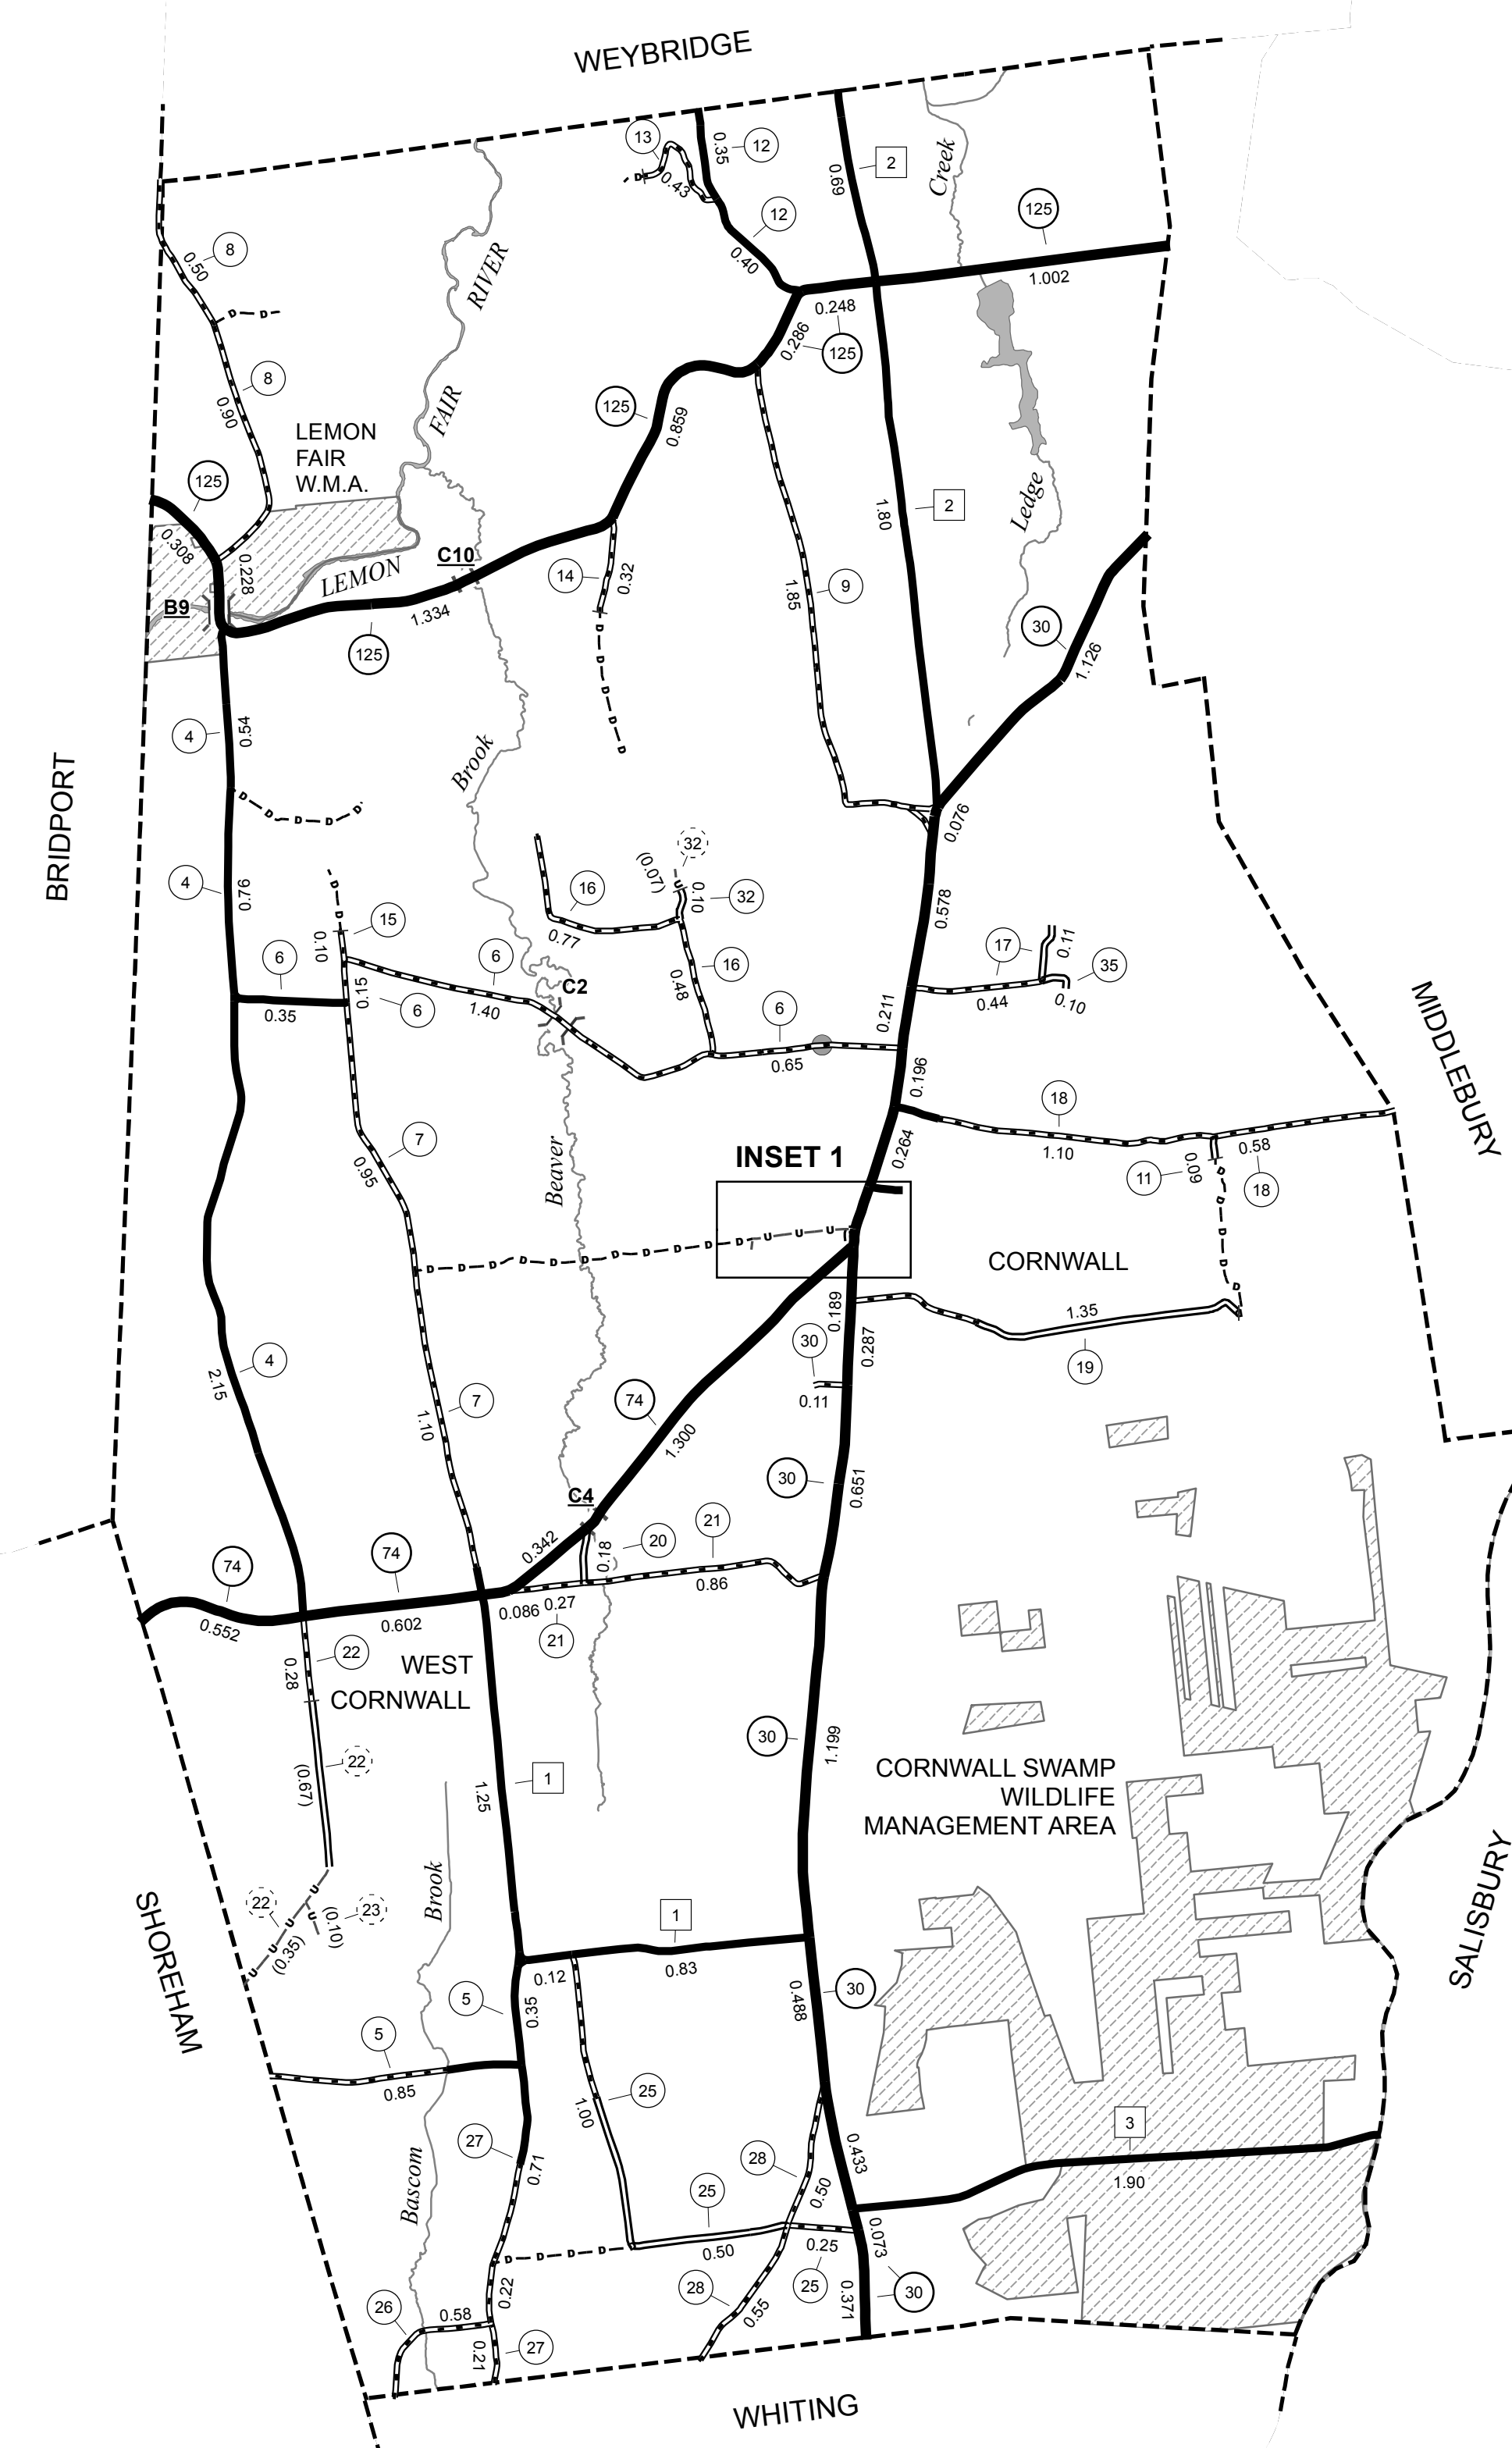 WEYBRIDGE
13
12
0.35
2
0.69
Creek
D
0.43
125
12
8
0.50
0.40
RIVER
1.002
D D
0.248
0.286
125
8
0.90
125
FAIR
0.859
LEMON
FAIR
W.M.A.
125
0.308
Ledge
2
1.80
C10
0.228
LEMON
14
0.32
9
1.85
B9
1.334
30
1.126
125
D
D
D
D
4
0.54
Brook
BRIDPORT
D D D D
0.076
32
(0.07)
U
4
0.76
D
D
16
0.10
32
0.578
15
0.77
0.10
6
6
16
17
0.11
35
C2
0.48
0.44
0.10
0.35
0.15
6
1.40
6
0.211
MIDDLEBURY
0.65
0.196
18
7
0.95
INSET 1
0.264
1.10
0.58
11
0.09
18
Beaver
D
D
D
D
D
D D D D D D D D D D D U U U
CORNWALL
0.189
1.35
30
0.287
4
2.15
19
0.11
74
7
1.10
1.300
30
0.651
C4
0.342
21
20
0.18
74
74
0.86
0.086
0.27
0.552
0.602
21
22
0.28
WEST
CORNWALL
30
1.199
22
(0.67)
1
1.25
CORNWALL SWAMP
WILDLIFE
MANAGEMENT AREA
SHOREHAM
Brook
SALISBURY
U
22
U
(0.10)
23
U
(0.35)
U
U
1
0.12
0.83
5
0.35
0.488
30
5
0.85
25
1.00
3
27
0.71
28
0.433
Bascom
1.90
25
0.50
D D D D
0.50
0.25
0.073
0.22
28
25
30
26
0.58
0.55
0.371
27
0.21
WHITING